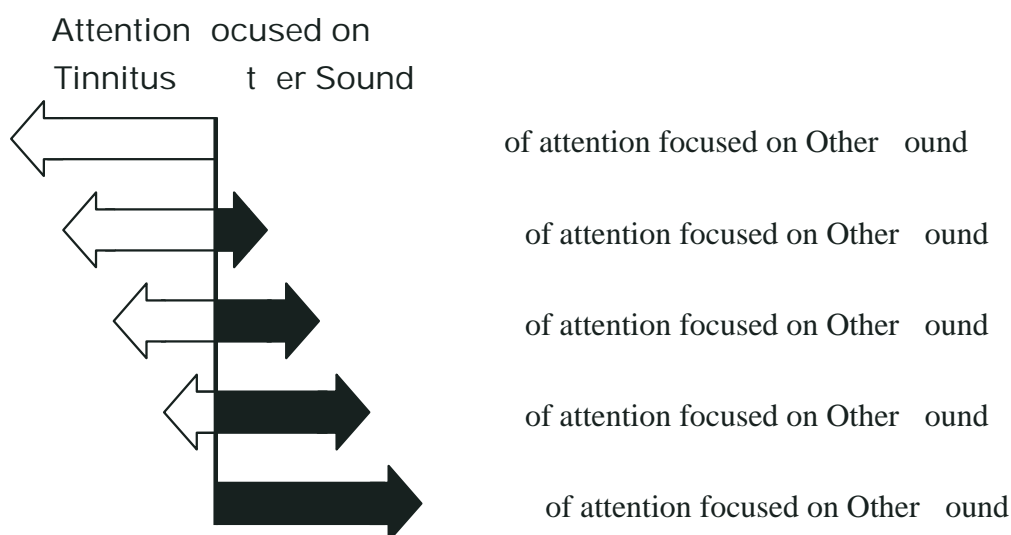 Attention ocused on
Tinnitus t er Sound
of attention focused on Other ound
of attention focused on Other ound
of attention focused on Other ound
of attention focused on Other ound
of attention focused on Other ound